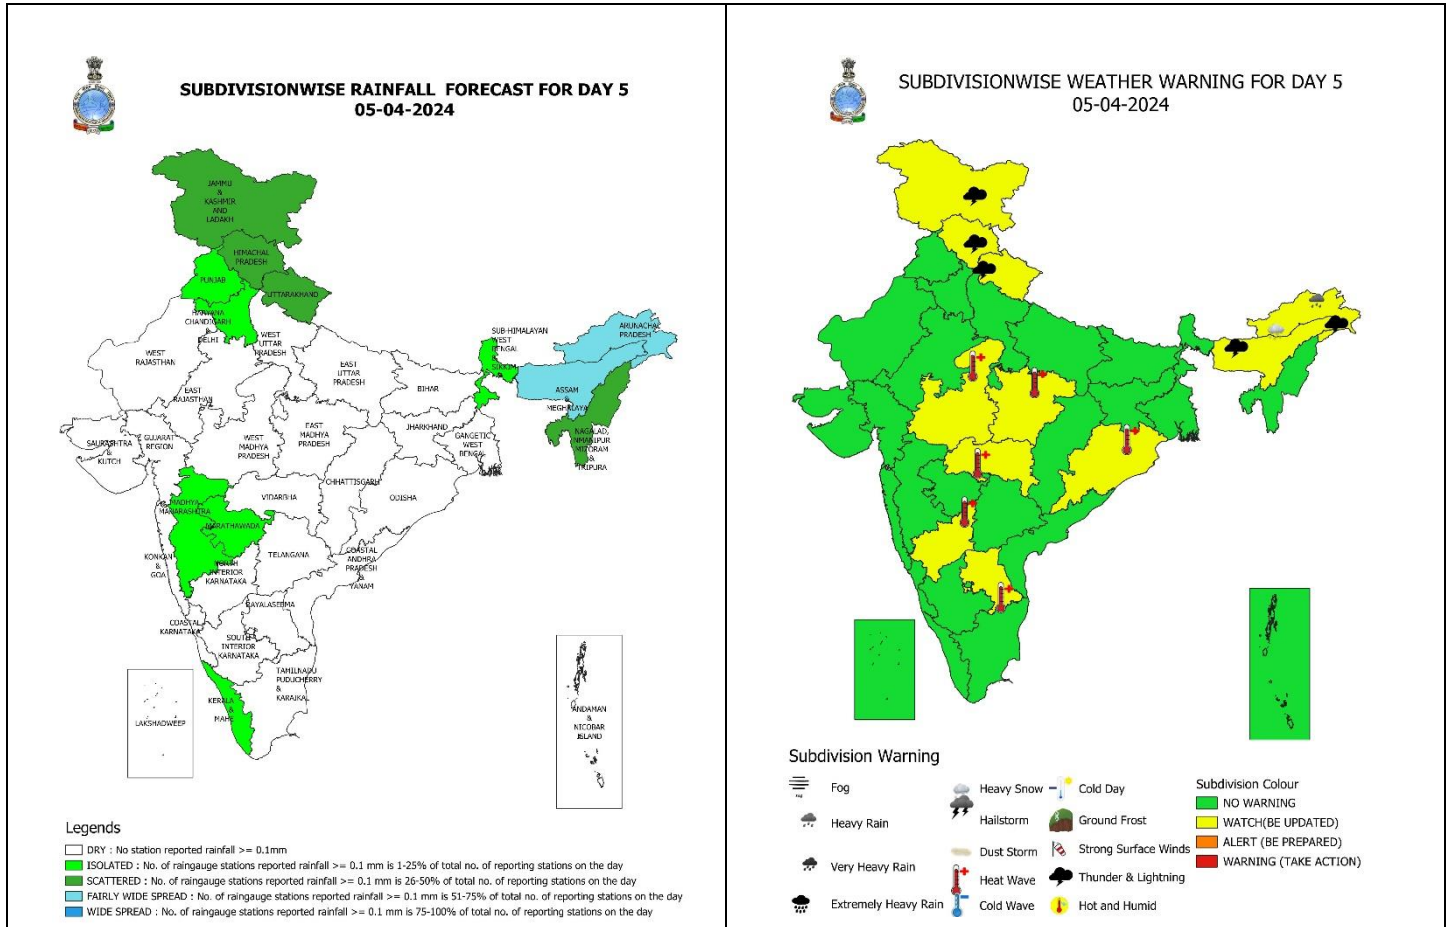 SUBDIVISIONWISE RAINFALL FORECAST FOR DAY 5
05-04-2024
JAMMU
&
KASHMIR
AND
LADAKH
HIMACHAL
PRADESH
PUNJAB
UTTARAKHAND
HARYANA
CHANDIGARH
&
DELHI
WEST
UTTAR
PRADESH
WEST
RAJASTHAN
EAST
RAJASTHAN
EAST
UTTAR
PRADESH
BIHAR
SUB-HIMALAYAN
WEST
BENGAL
&
SIKKIM
ARUNACHAL
PRADESH
ASSAM
&
MEGHALAYA
NAGALAD,
NMANIPUR
MIZORAM
&
TRIPURA
SAURASHTRA
&
KUTCH
GUJARAT
REGION
WEST
MADHYA
PRADESH
EAST
MADHYA
PRADESH
JHARKHAND
GANGETIC
WEST
BENGAL
CHHATTISGARH
ODISHA
VIDARBHA
MADHYA
MAHARASHTRA
MARATHAWADA
TELANGANA
KONKAN
&
GOA
NORTH
INTERIOR
KARNATAKA
COASTAL
ANDHRA
PRADESH
&
YANAM
RAYALASEEMA
COASTAL
KARNATAKA
SOUTH
INTERIOR
KARNATAKA
TAMILNADU
PUDUCHERRY
&
KARAIKAL
KERALA
&
MAHE
LAKSHADWEEP
ANDAMAN
&
NICOBAR
ISLAND
Legends
DRY : No station reported rainfall >= 0.1mm
ISOLATED : No. of raingauge stations reported rainfall >= 0.1 mm is 1-25% of total no. of reporting stations on the day
SCATTERED : No. of raingauge stations reported rainfall >= 0.1 mm is 26-50% of total no. of reporting stations on the day
FAIRLY WIDE SPREAD : No. of raingauge stations reported rainfall >= 0.1 mm is 51-75% of total no. of reporting stations on the day
WIDE SPREAD : No. of raingauge stations reported rainfall >= 0.1 mm is 75-100% of total no. of reporting stations on the day
SUBDIVISIONWISE WEATHER WARNING FOR DAY 5
05-04-2024
Subdivision Warning
Fog
Heavy Rain
Very Heavy Rain
Extremely Heavy Rain
Heavy Snow
Hailstorm
Dust Storm
Heat Wave
Cold Wave
Cold Day
Ground Frost
Strong Surface Winds
Thunder & Lightning
Hot and Humid
Subdivision Colour
NO WARNING
WATCH(BE UPDATED)
ALERT (BE PREPARED)
WARNING (TAKE ACTION)